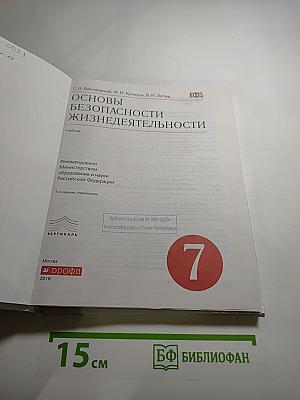 С. Н. Вангородский, М. И. Кузнецов, В. Н. Латчук
ОСНОВЫ
БЕЗОПАСНОСТИ
ЖИЗНЕДЕЯТЕЛЬНОСТИ
учебник
Рекомендовано
Министерством
образования и науки
Российской Федерации
ВЕРТИКАЛЬ
7
Москва
дрофа
2018
15 см
БФ БИБЛИОФАН